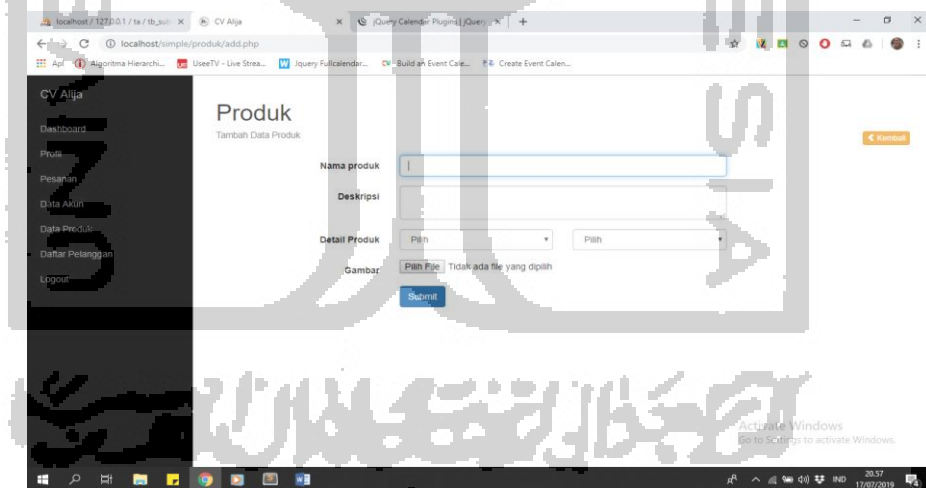 localhost / 127.0.0.1 / ta / tb_sub
CV Alija
jQuery Calendar Plugins | jQuery
localhost/simple/produk/add.php
Apl
Algoritma Hierarchi...
UseeTV - Live Strea...
Jquery Fullcalendar...
Build an Event Cale...
Create Event Calen...
CV Alija
Dashboard
Profil
Pesanan
Data Akun
Data Produk
Daftar Pelanggan
Logout
Produk
Tambah Data Produk
Kembali
Nama produk
Deskripsi
Detail Produk
Pilih
Pilih
Gambar
Pilih File
Tidak ada file yang dipilih
Submit
Activate Windows
Go to Settings to activate Windows.
IND
20.57
17/07/2019